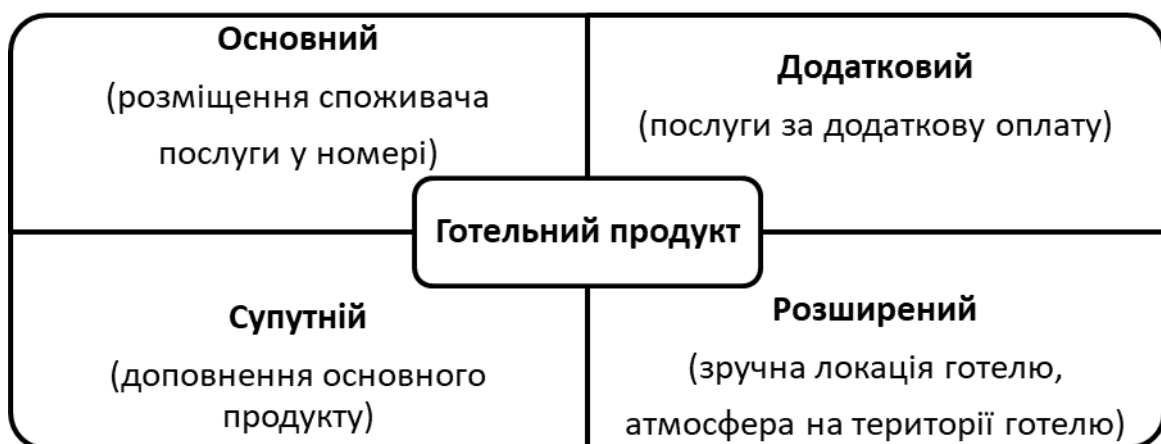 Основний
(розміщення споживача
послуги у номері)
Додатковий
(послуги за додаткову оплату)
Готельний продукт
Супутній
(доповнення основного
продукту)
Розширений
(зручна локація готелю,
атмосфера на території готелю)